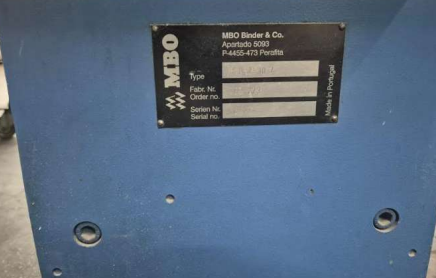 MBO
MBO Binder & Co.
Apartado 5093
P-4455-473 Perafita
Type
Fabr. Nr.
Order no.
Serien Nr.
Serial no.
Made in Portugal